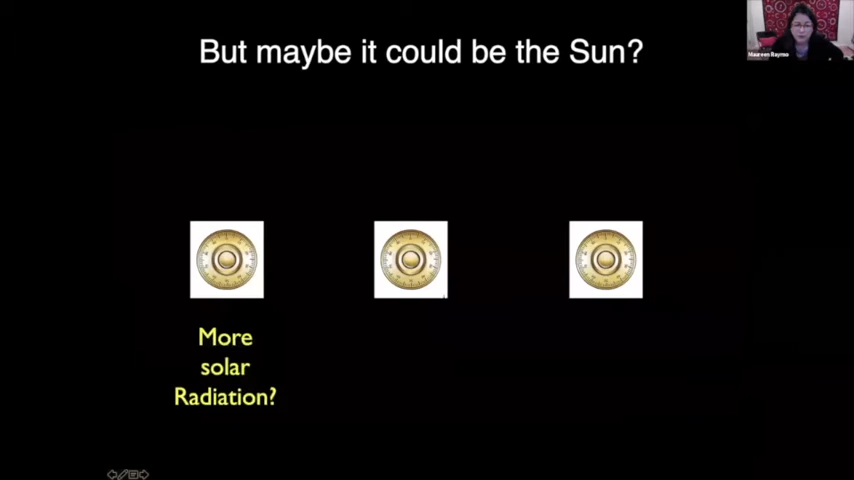 But maybe it could be the Sun?
Maureen Raymo
More
solar
Radiation?